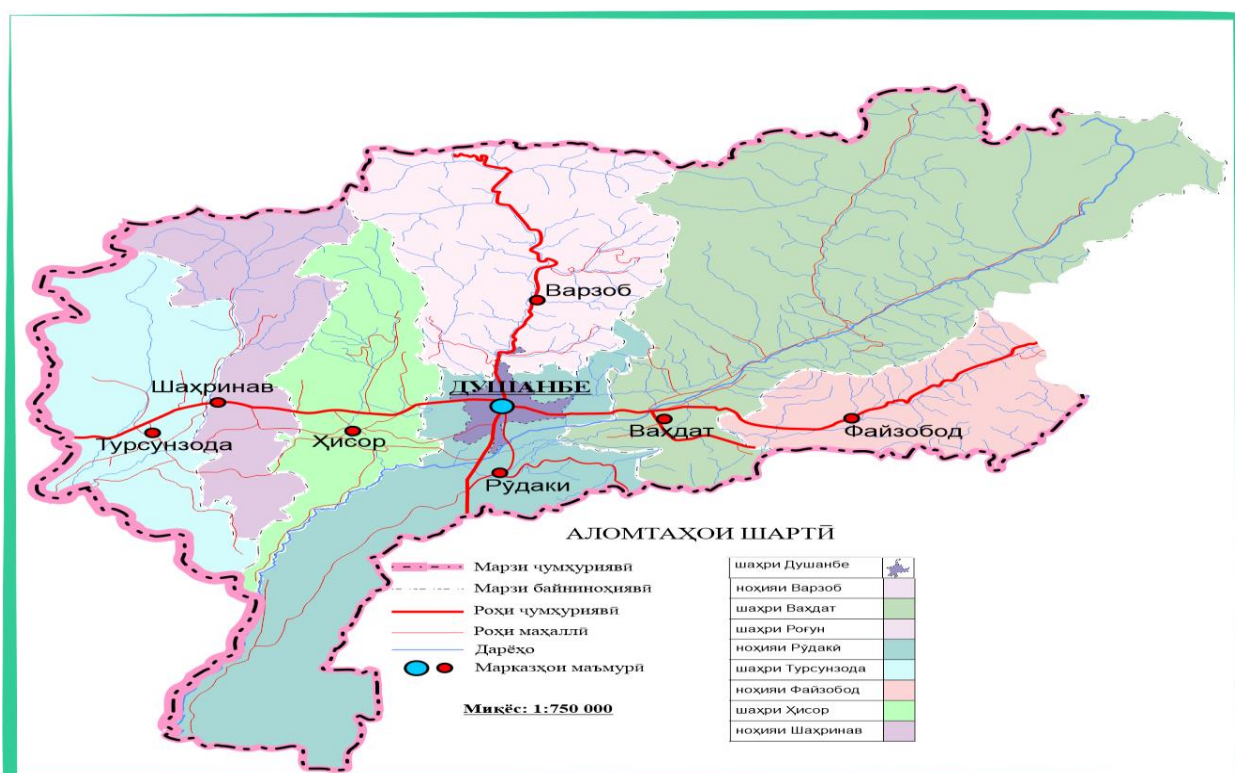 Варзоб
ДУШАНБЕ
Шаҳринав
Турсунзода
Ҳисор
Ваҳдат
Файзобод
Рӯдаки
АЛОМТАҲОИ ШАРТӢ
Марзи ҷумҳуриявӣ
Марзи байниноҳиявӣ
Роҳи ҷумҳуриявӣ
Роҳи маҳаллӣ
Дарёҳо
Марказҳои маъмурӣ
Миқёс: 1:750 000
шаҳри Душанбе
ноҳияи Варзоб
шаҳри Ваҳдат
шаҳри Роғун
ноҳияи Рӯдакӣ
шаҳри Турсунзода
ноҳияи Файзобод
шаҳри Ҳисор
ноҳияи Шаҳринав